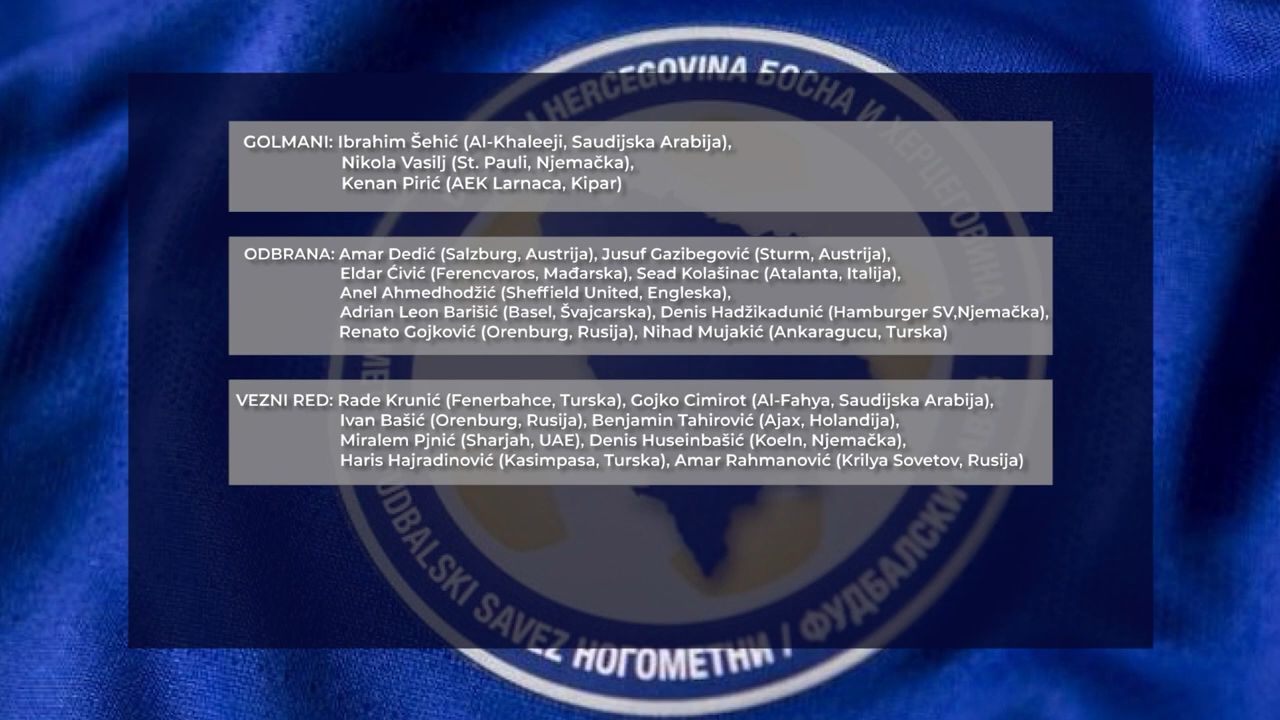 HERCEGOVINA БОСНА И ХЕРЦЕГОВИНА
GOLMANI: Ibrahim Šehić (Al-Khaleeji, Saudijska Arabija),
Nikola Vasilj (St. Pauli, Njemačka),
Kenan Pirić (AEK Larnaca, Kipar)
ODBRANA: Amar Dedić (Salzburg, Austrija), Jusuf Gazibegović (Sturm, Austrija),
Eldar Ćivić (Ferencvaros, Mađarska), Sead Kolašinac (Atalanta, Italija),
Anel Ahmedhodžić (Sheffield United, Engleska),
Adrian Leon Barišić (Basel, Švajcarska), Denis Hadžikadunić (Hamburger SV,Njemačka),
Renato Gojković (Orenburg, Rusija), Nihad Mujakić (Ankaragucu, Turska)
VEZNI RED: Rade Krunić (Fenerbahce, Turska), Gojko Cimirot (Al-Fahya, Saudijska Arabija),
Ivan Bašić (Orenburg, Rusija), Benjamin Tahirović (Ajax, Holandija),
Miralem Pjnić (Sharjah, UAE), Denis Huseinbašić (Koeln, Njemačka),
Haris Hajradinović (Kasimpasa, Turska), Amar Rahmanović (Krilya Sovetov, Rusija)
SAVEZ НОГОМЕТНИ / ФУДБАЛСКИ